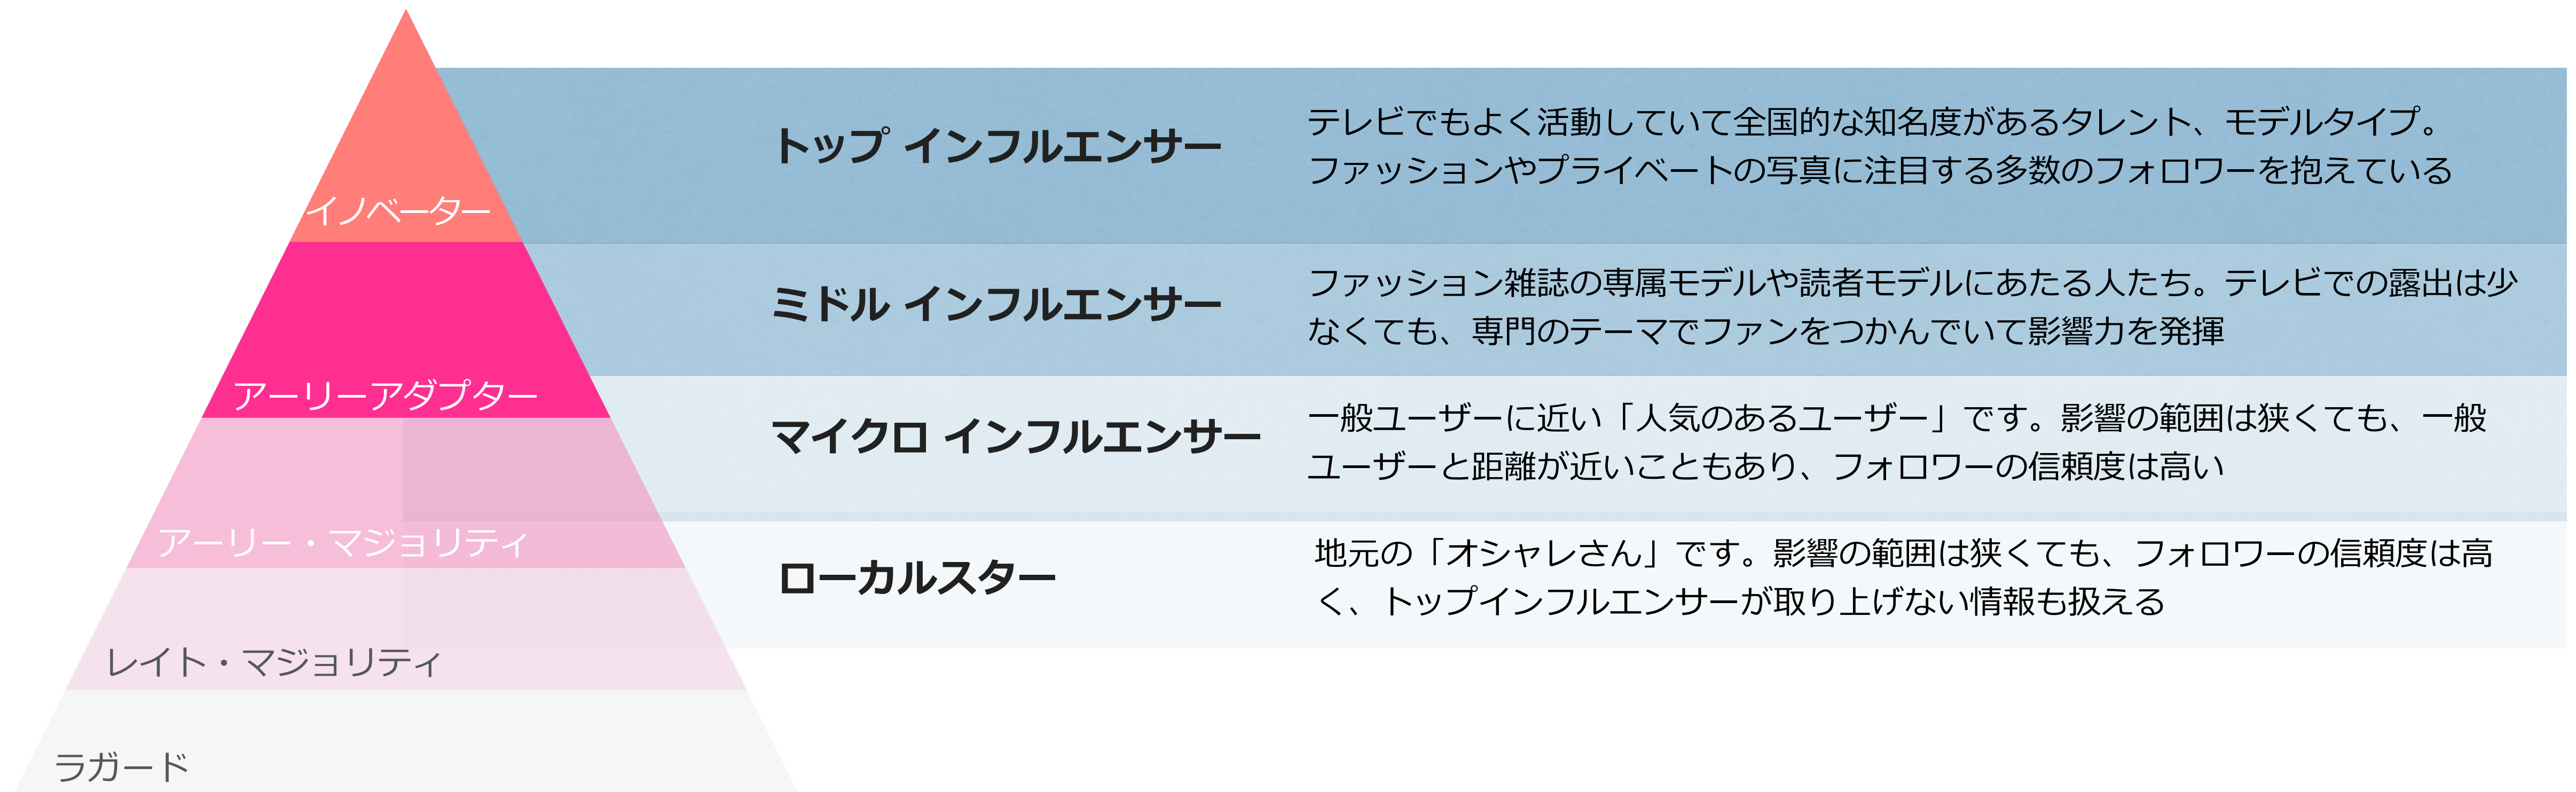 トップ インフルエンサー
テレビでもよく活動していて全国的な知名度があるタレント、モデルタイプ。
ファッションやプライベートの写真に注目する多数のフォロワーを抱えている
イノベーター
ミドル インフルエンサー
ファッション雑誌の専属モデルや読者モデルにあたる人たち。テレビでの露出は少
なくても、専門のテーマでファンをつかんでいて影響力を発揮
アーリーアダプター
マイクロ インフルエンサー
一般ユーザーに近い「人気のあるユーザー」です。影響の範囲は狭くても、一般
ユーザーと距離が近いこともあり、フォロワーの信頼度は高い
アーリー・マジョリティ
ローカルスター
地元の「オシャレさん」です。影響の範囲は狭くても、フォロワーの信頼度は高
く、トップインフルエンサーが取り上げない情報も扱える
レイト・マジョリティ
ラガード